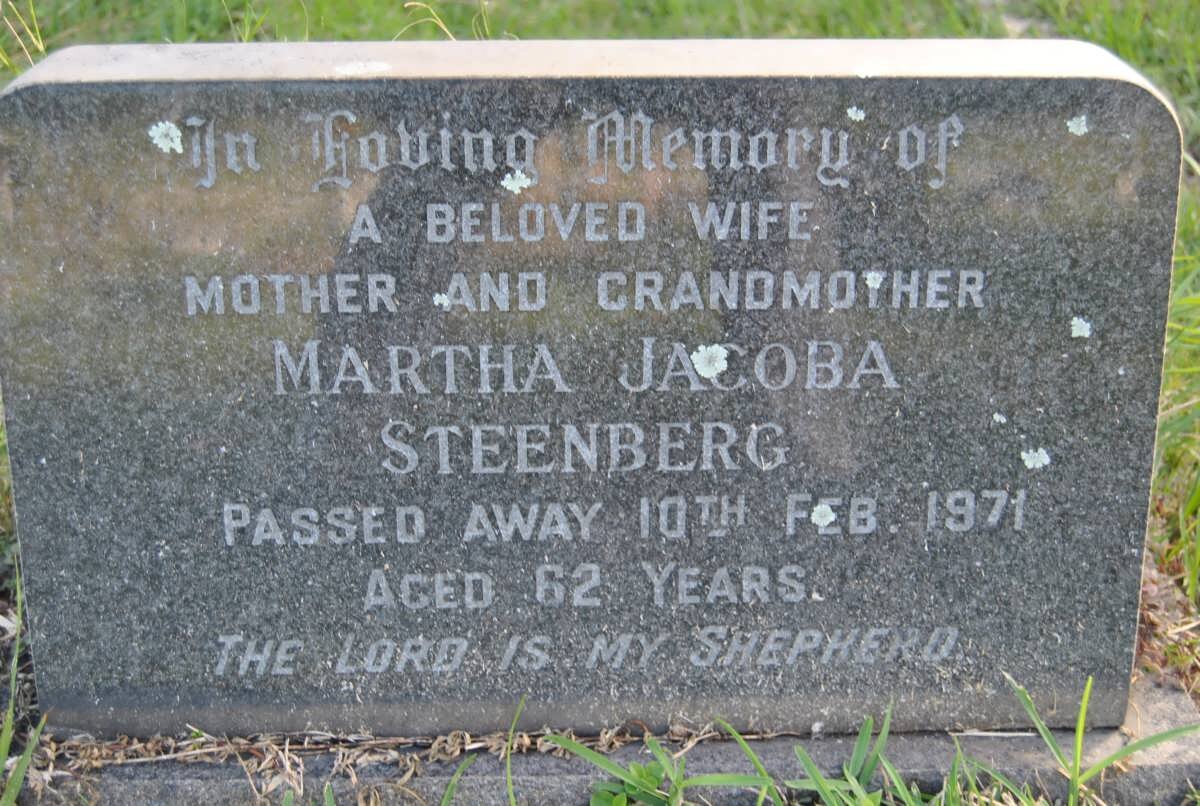 In Loving Memory of
A BELOVED WIFE
MOTHER AND GRANDMOTHER
MARTHA JACOBA
STEENBERG
PASSED AWAY 10TH FEB. 1971
AGED 62 YEARS.
THE LORD IS MY SHEPHERD.